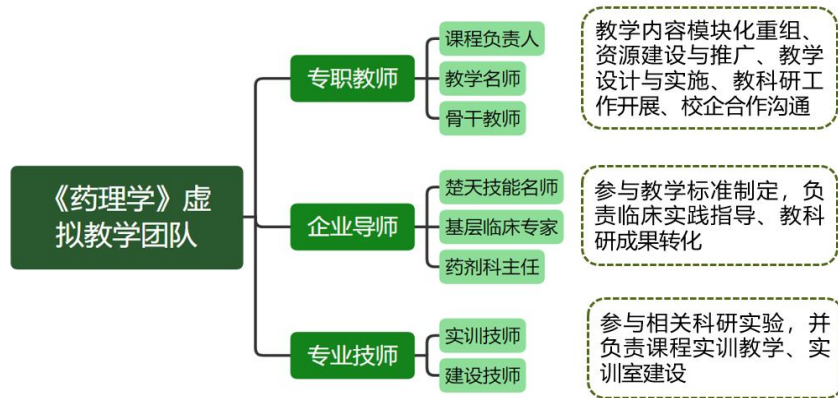 《药理学》虚
拟教学团队
专职教师
课程负责人
教学名师
骨干教师
教学内容模块化重组、
资源建设与推广、教学
设计与实施、教科研工
作开展、校企合作沟通
企业导师
楚天技能名师
基层临床专家
药剂科主任
参与教学标准制定，负
责临床实践指导、教科
研成果转化
专业技师
实训技师
建设技师
参与相关科研实验，并
负责课程实训教学、实
训室建设